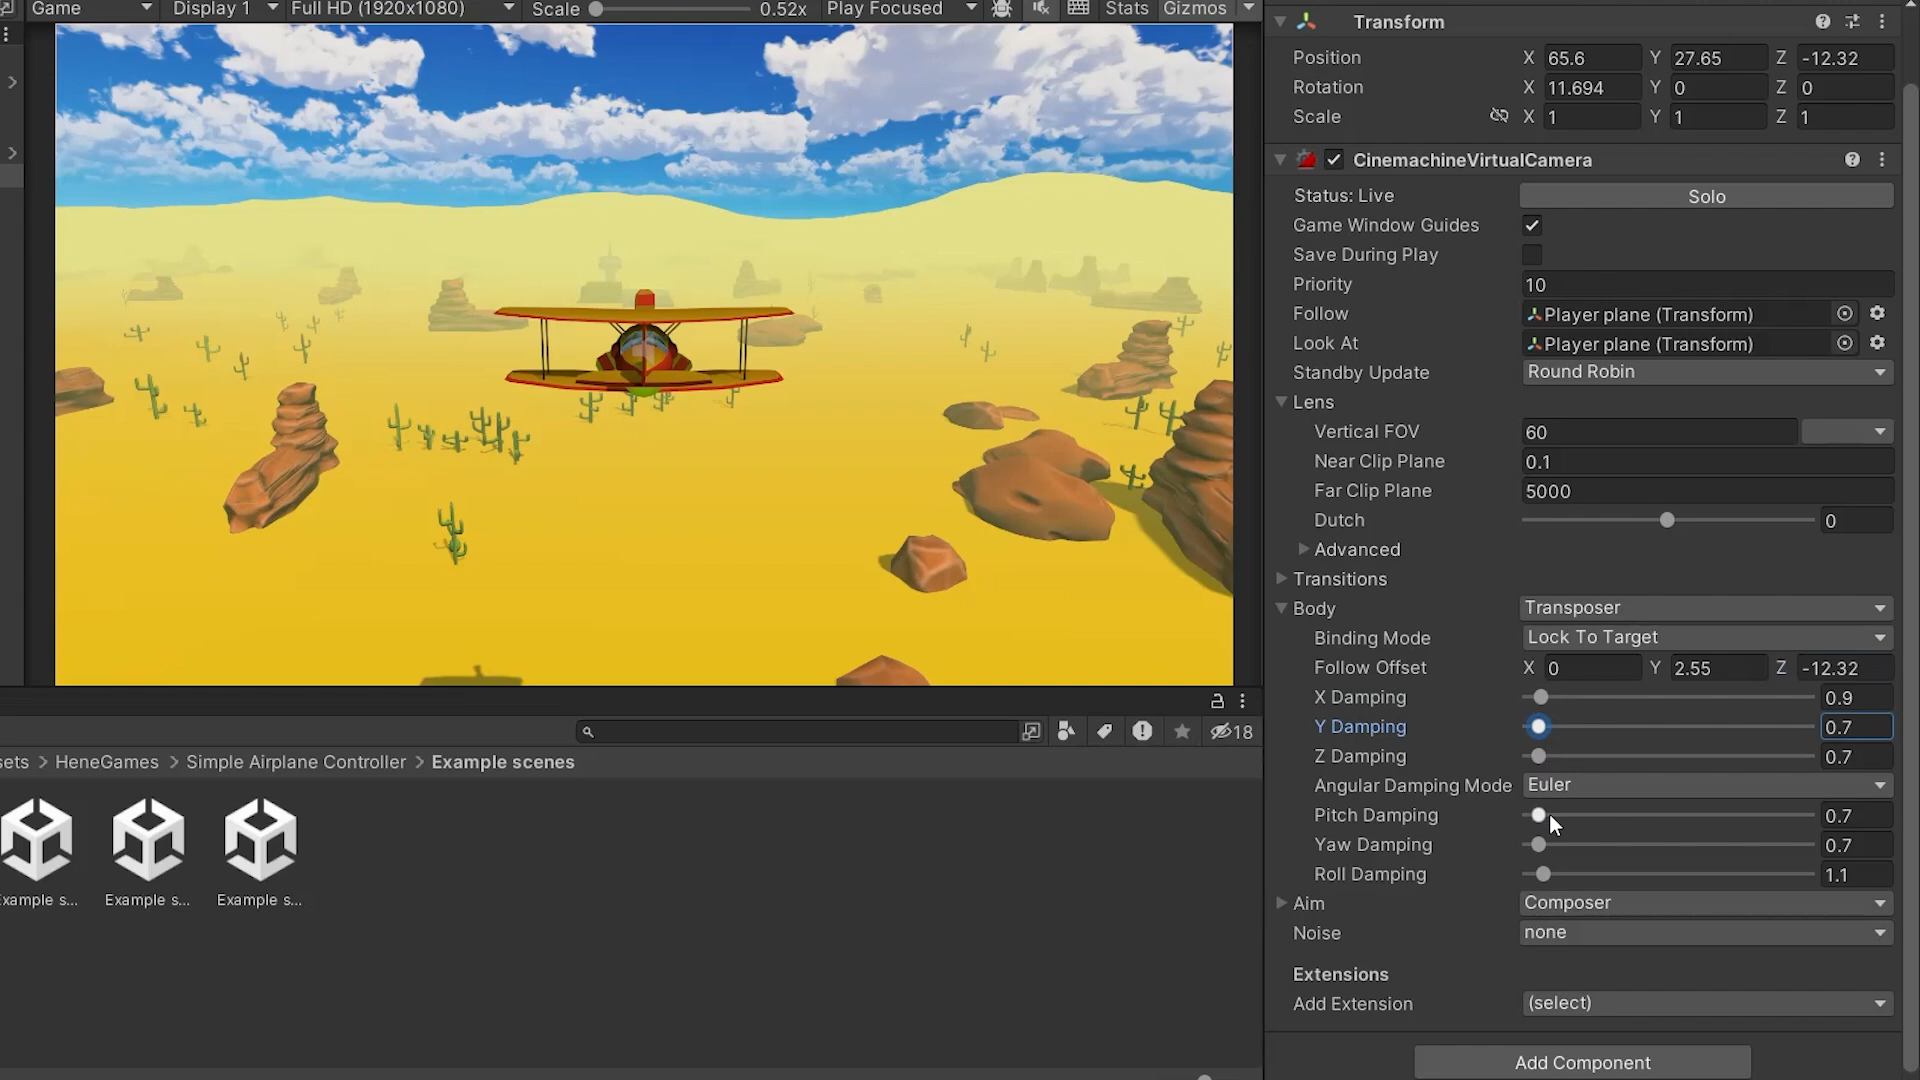 Game Display 1 Full HD (1920x1080) Scale 0.52x Play Focused Stats Gizmos
Transform
Position X 65.6 Y 27.65 Z -12.32
Rotation X 11.694 Y 0 Z 0
Scale X 1 Y 1 Z 1
CinemachineVirtualCamera
Status: Live Solo
Game Window Guides
Save During Play
Priority 10
Follow Player plane (Transform)
Look At Player plane (Transform)
Standby Update Round Robin
Lens
Vertical FOV 60
Near Clip Plane 0.1
Far Clip Plane 5000
Dutch 0
Advanced
Transitions
Body Transposer
Binding Mode Lock To Target
Follow Offset X 0 Y 2.55 Z -12.32
X Damping 0.9
Y Damping 0.7
Z Damping 0.7
Angular Damping Mode Euler
Pitch Damping 0.7
Yaw Damping 0.7
Roll Damping 1.1
Aim Composer
Noise none
Extensions
Add Extension (select)
Add Component
18
sets > HeneGames > Simple Airplane Controller > Example scenes
xample s... Example s... Example s...